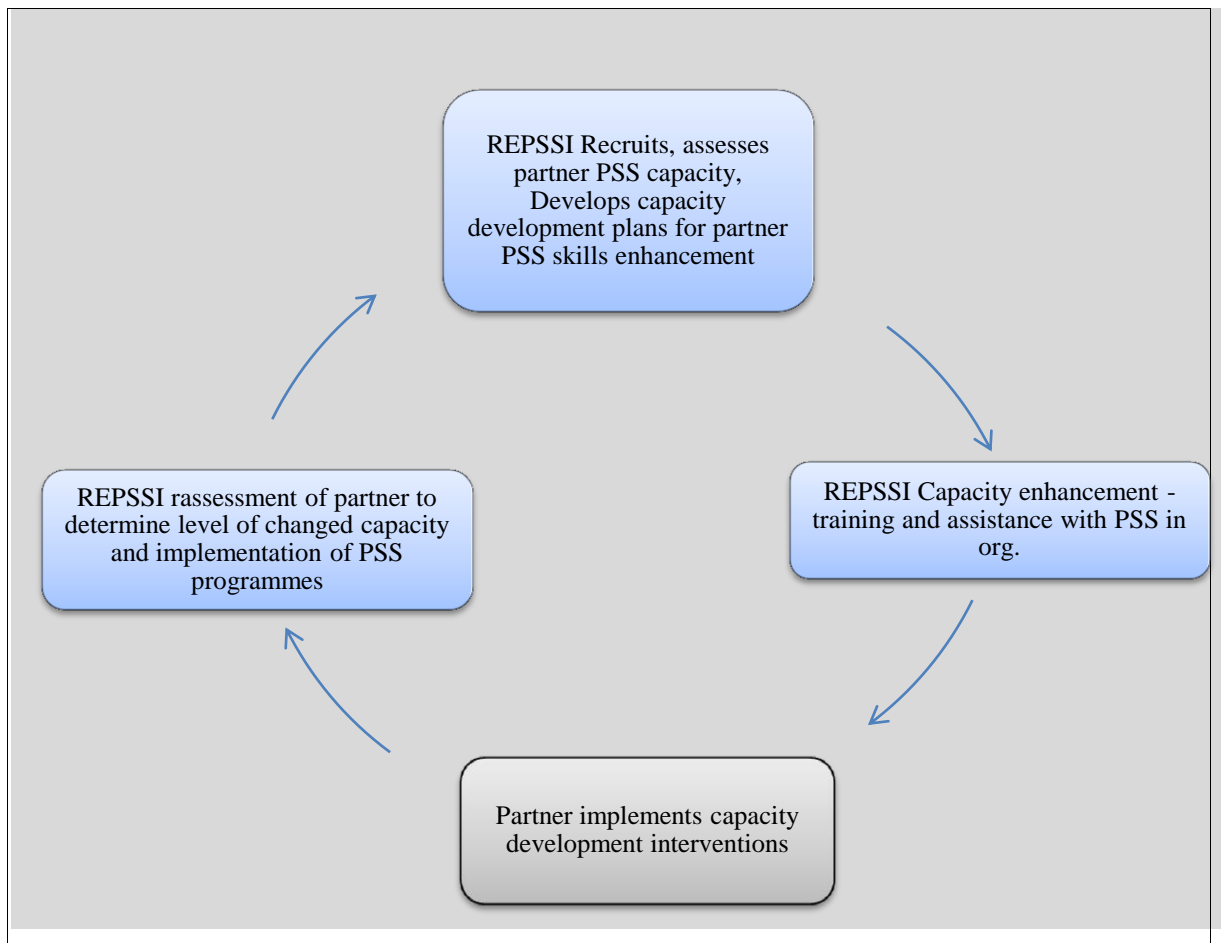 REPSSI Recruits, assesses
partner PSS capacity,
Develops capacity
development plans for partner
PSS skills enhancement
REPSSI Capacity enhancement -
training and assistance with PSS in
org.
Partner implements capacity
development interventions
REPSSI rassessment of partner to
determine level of changed capacity
and implementation of PSS
programmes